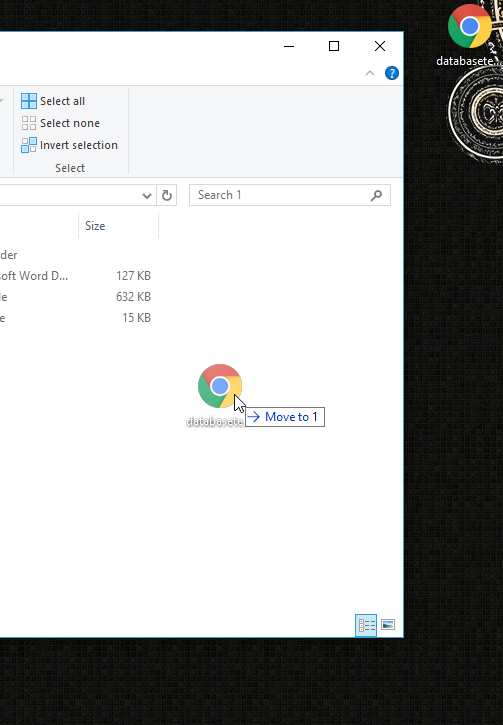 databasete...
?
Select all
Select none
Invert selection
Select
Search 1
Size
der
soft Word D... 127 KB
le 632 KB
e 15 KB
databasete
Move to 1